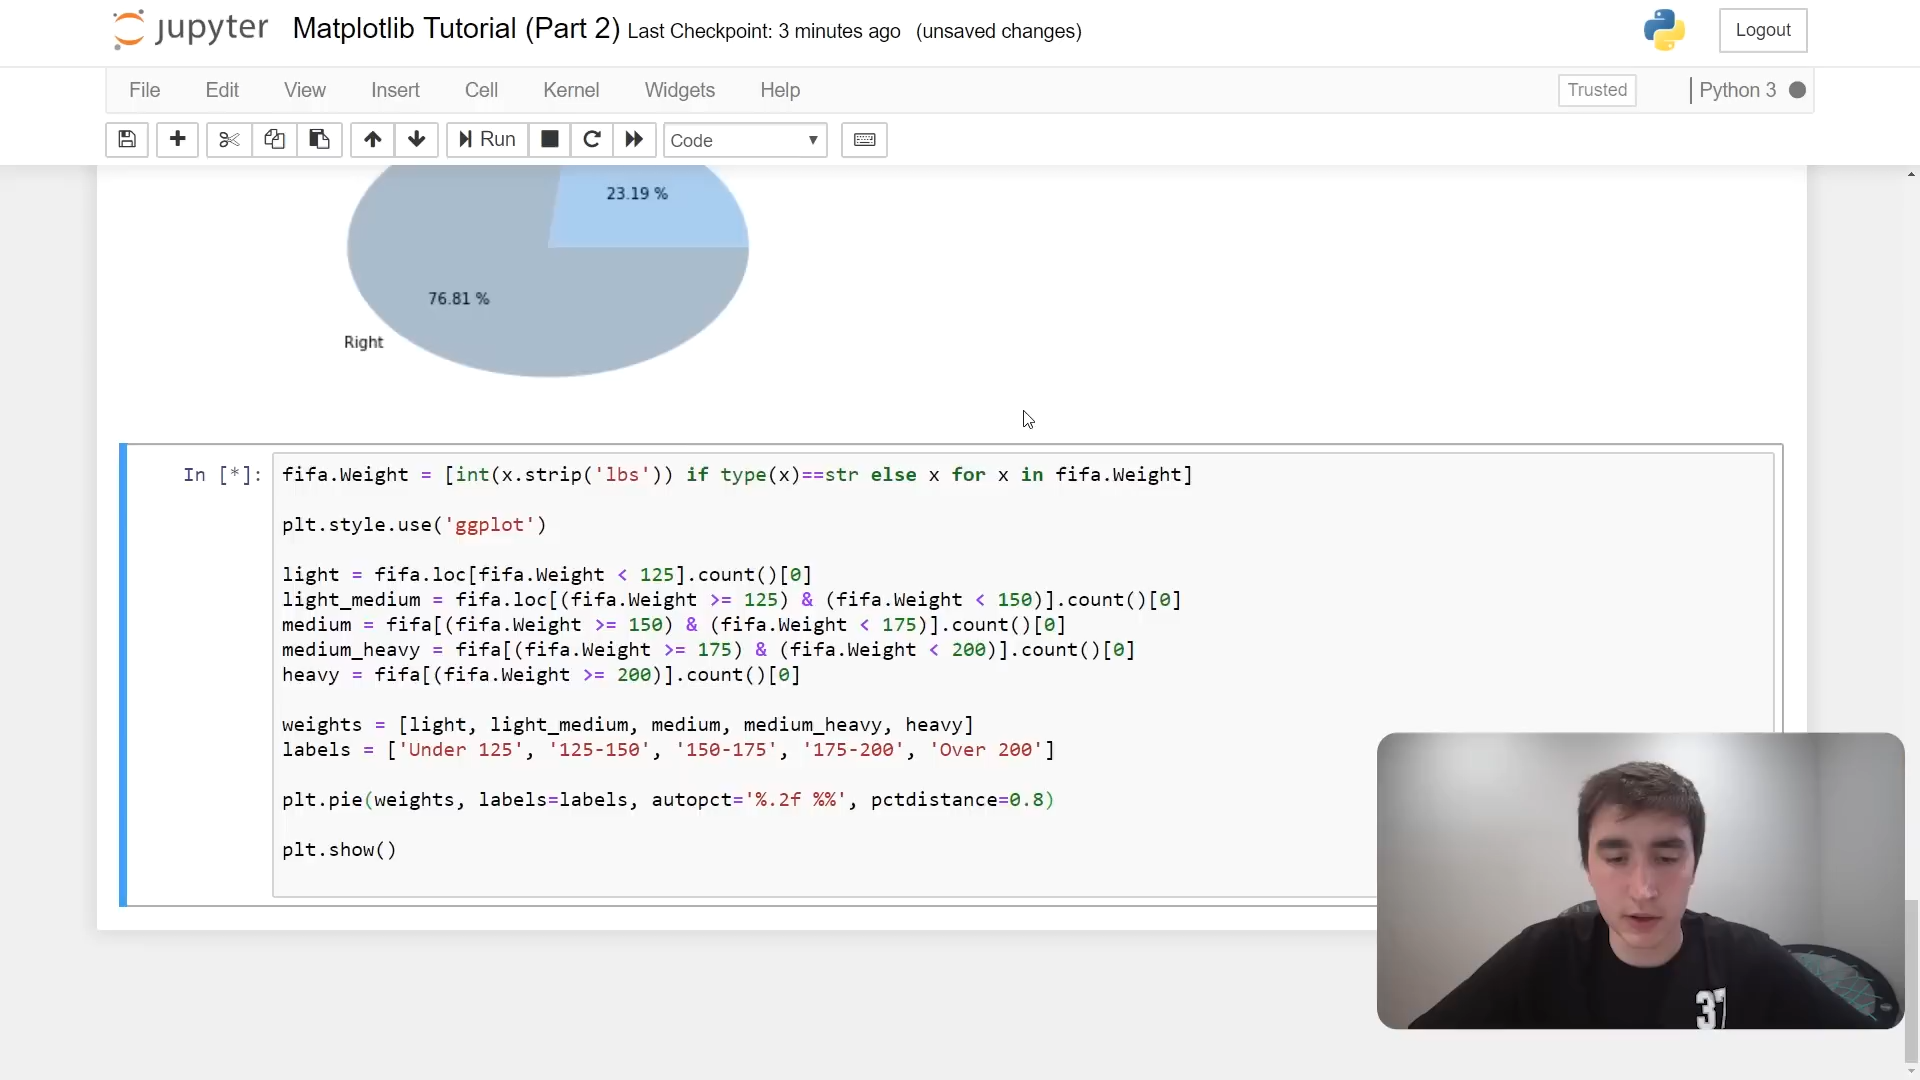 jupyter Matplotlib Tutorial (Part 2) Last Checkpoint: 3 minutes ago (unsaved changes) Logout
File Edit View Insert Cell Kernel Widgets Help Trusted Python 3
Run Code
23.19 %
76.81 %
Right
In [*]: fifa.Weight = [int(x.strip('lbs')) if type(x)==str else x for x in fifa.Weight]
plt.style.use('ggplot')
light = fifa.loc[fifa.Weight < 125].count()[0]
light_medium = fifa.loc[(fifa.Weight >= 125) & (fifa.Weight < 150)].count()[0]
medium = fifa[(fifa.Weight >= 150) & (fifa.Weight < 175)].count()[0]
medium_heavy = fifa[(fifa.Weight >= 175) & (fifa.Weight < 200)].count()[0]
heavy = fifa[(fifa.Weight >= 200)].count()[0]
weights = [light, light_medium, medium, medium_heavy, heavy]
labels = ['Under 125', '125-150', '150-175', '175-200', 'Over 200']
plt.pie(weights, labels=labels, autopct='%.2f %%', pctdistance=0.8)
plt.show()
37